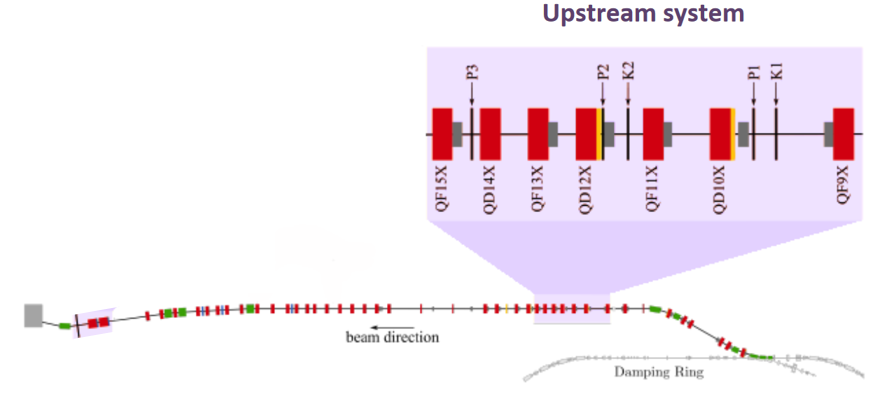 Upstream system
P3
P2
K2
P1
K1
QF15X
QD14X
QF13X
QD12X
QF11X
QD10X
QF9X
beam direction
Damping Ring